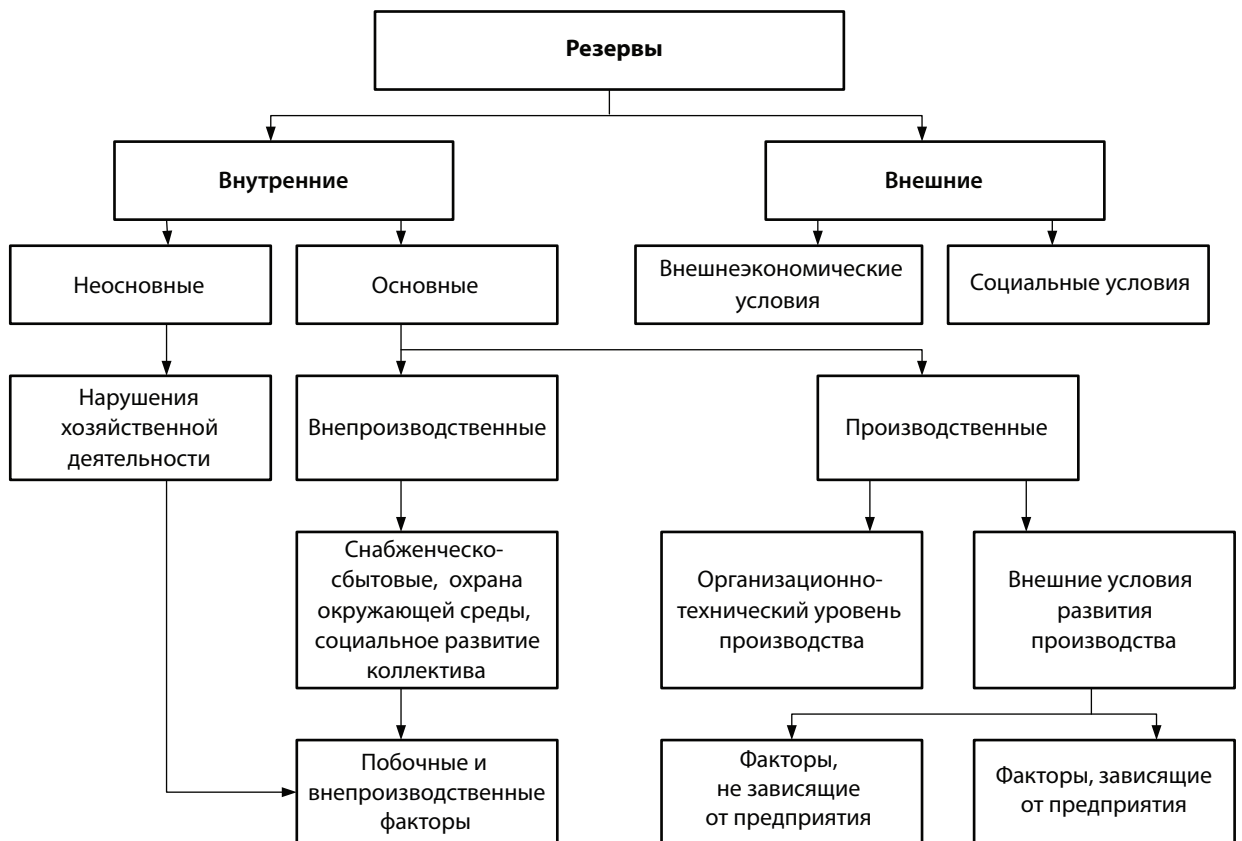 Резервы
Внутренние
Внешние
Неосновные
Основные
Внешнеэкономические
условия
Социальные условия
Нарушения
хозяйственной
деятельности
Внепроизводственные
Производственные
Снабженческо-
сбытовые, охрана
окружающей среды,
социальное развитие
коллектива
Организационно-
технический уровень
производства
Внешние условия
развития
производства
Побочные и
внепроизводственные
факторы
Факторы,
не зависящие
от предприятия
Факторы, зависящие
от предприятия